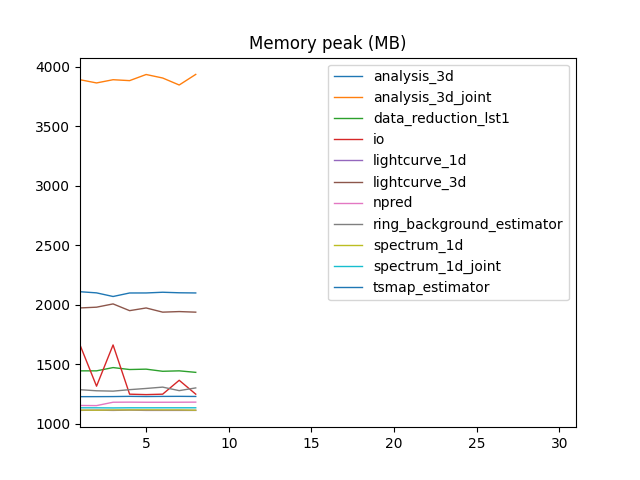 Memory peak (MB)
4000
3500
3000
2500
2000
1500
1000
5
10
15
20
25
30
analysis_3d
analysis_3d_joint
data_reduction_lst1
io
lightcurve_1d
lightcurve_3d
npred
ring_background_estimator
spectrum_1d
spectrum_1d_joint
tsmap_estimator